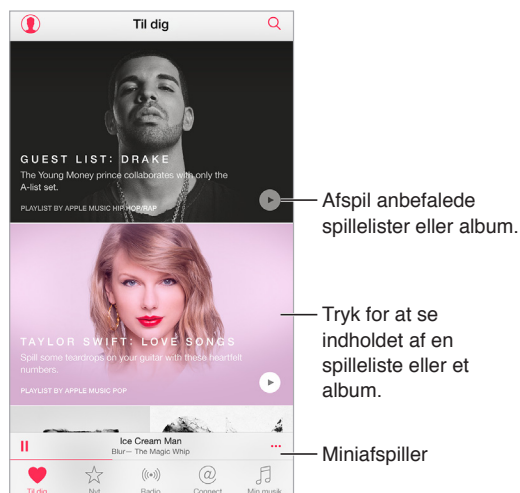 Til dig
GUEST LIST: DRAKE
The Young Money prince collaborates with only the
A-list set.
PLAYLIST BY APPLE MUSIC HIP HOP/RAP
Afspil anbefalede
spillelister eller album.
TAYLOR SWIFT: LOVE SONGS
Spill some teardrops on your guitar with these heartfelt
numbers.
PLAYLIST BY APPLE MUSIC POP
Tryk for at se
indholdet af en
spilleliste eller et
album.
Ice Cream Man
Blur— The Magic Whip
Miniafspiller
Til dig
Nyt
Radio
Connect
Min musik